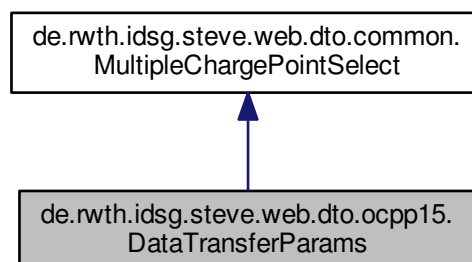 de.rwth.idsg.steve.web.dto.common.
MultipleChargePointSelect
de.rwth.idsg.steve.web.dto.ocpp15.
DataTransferParams